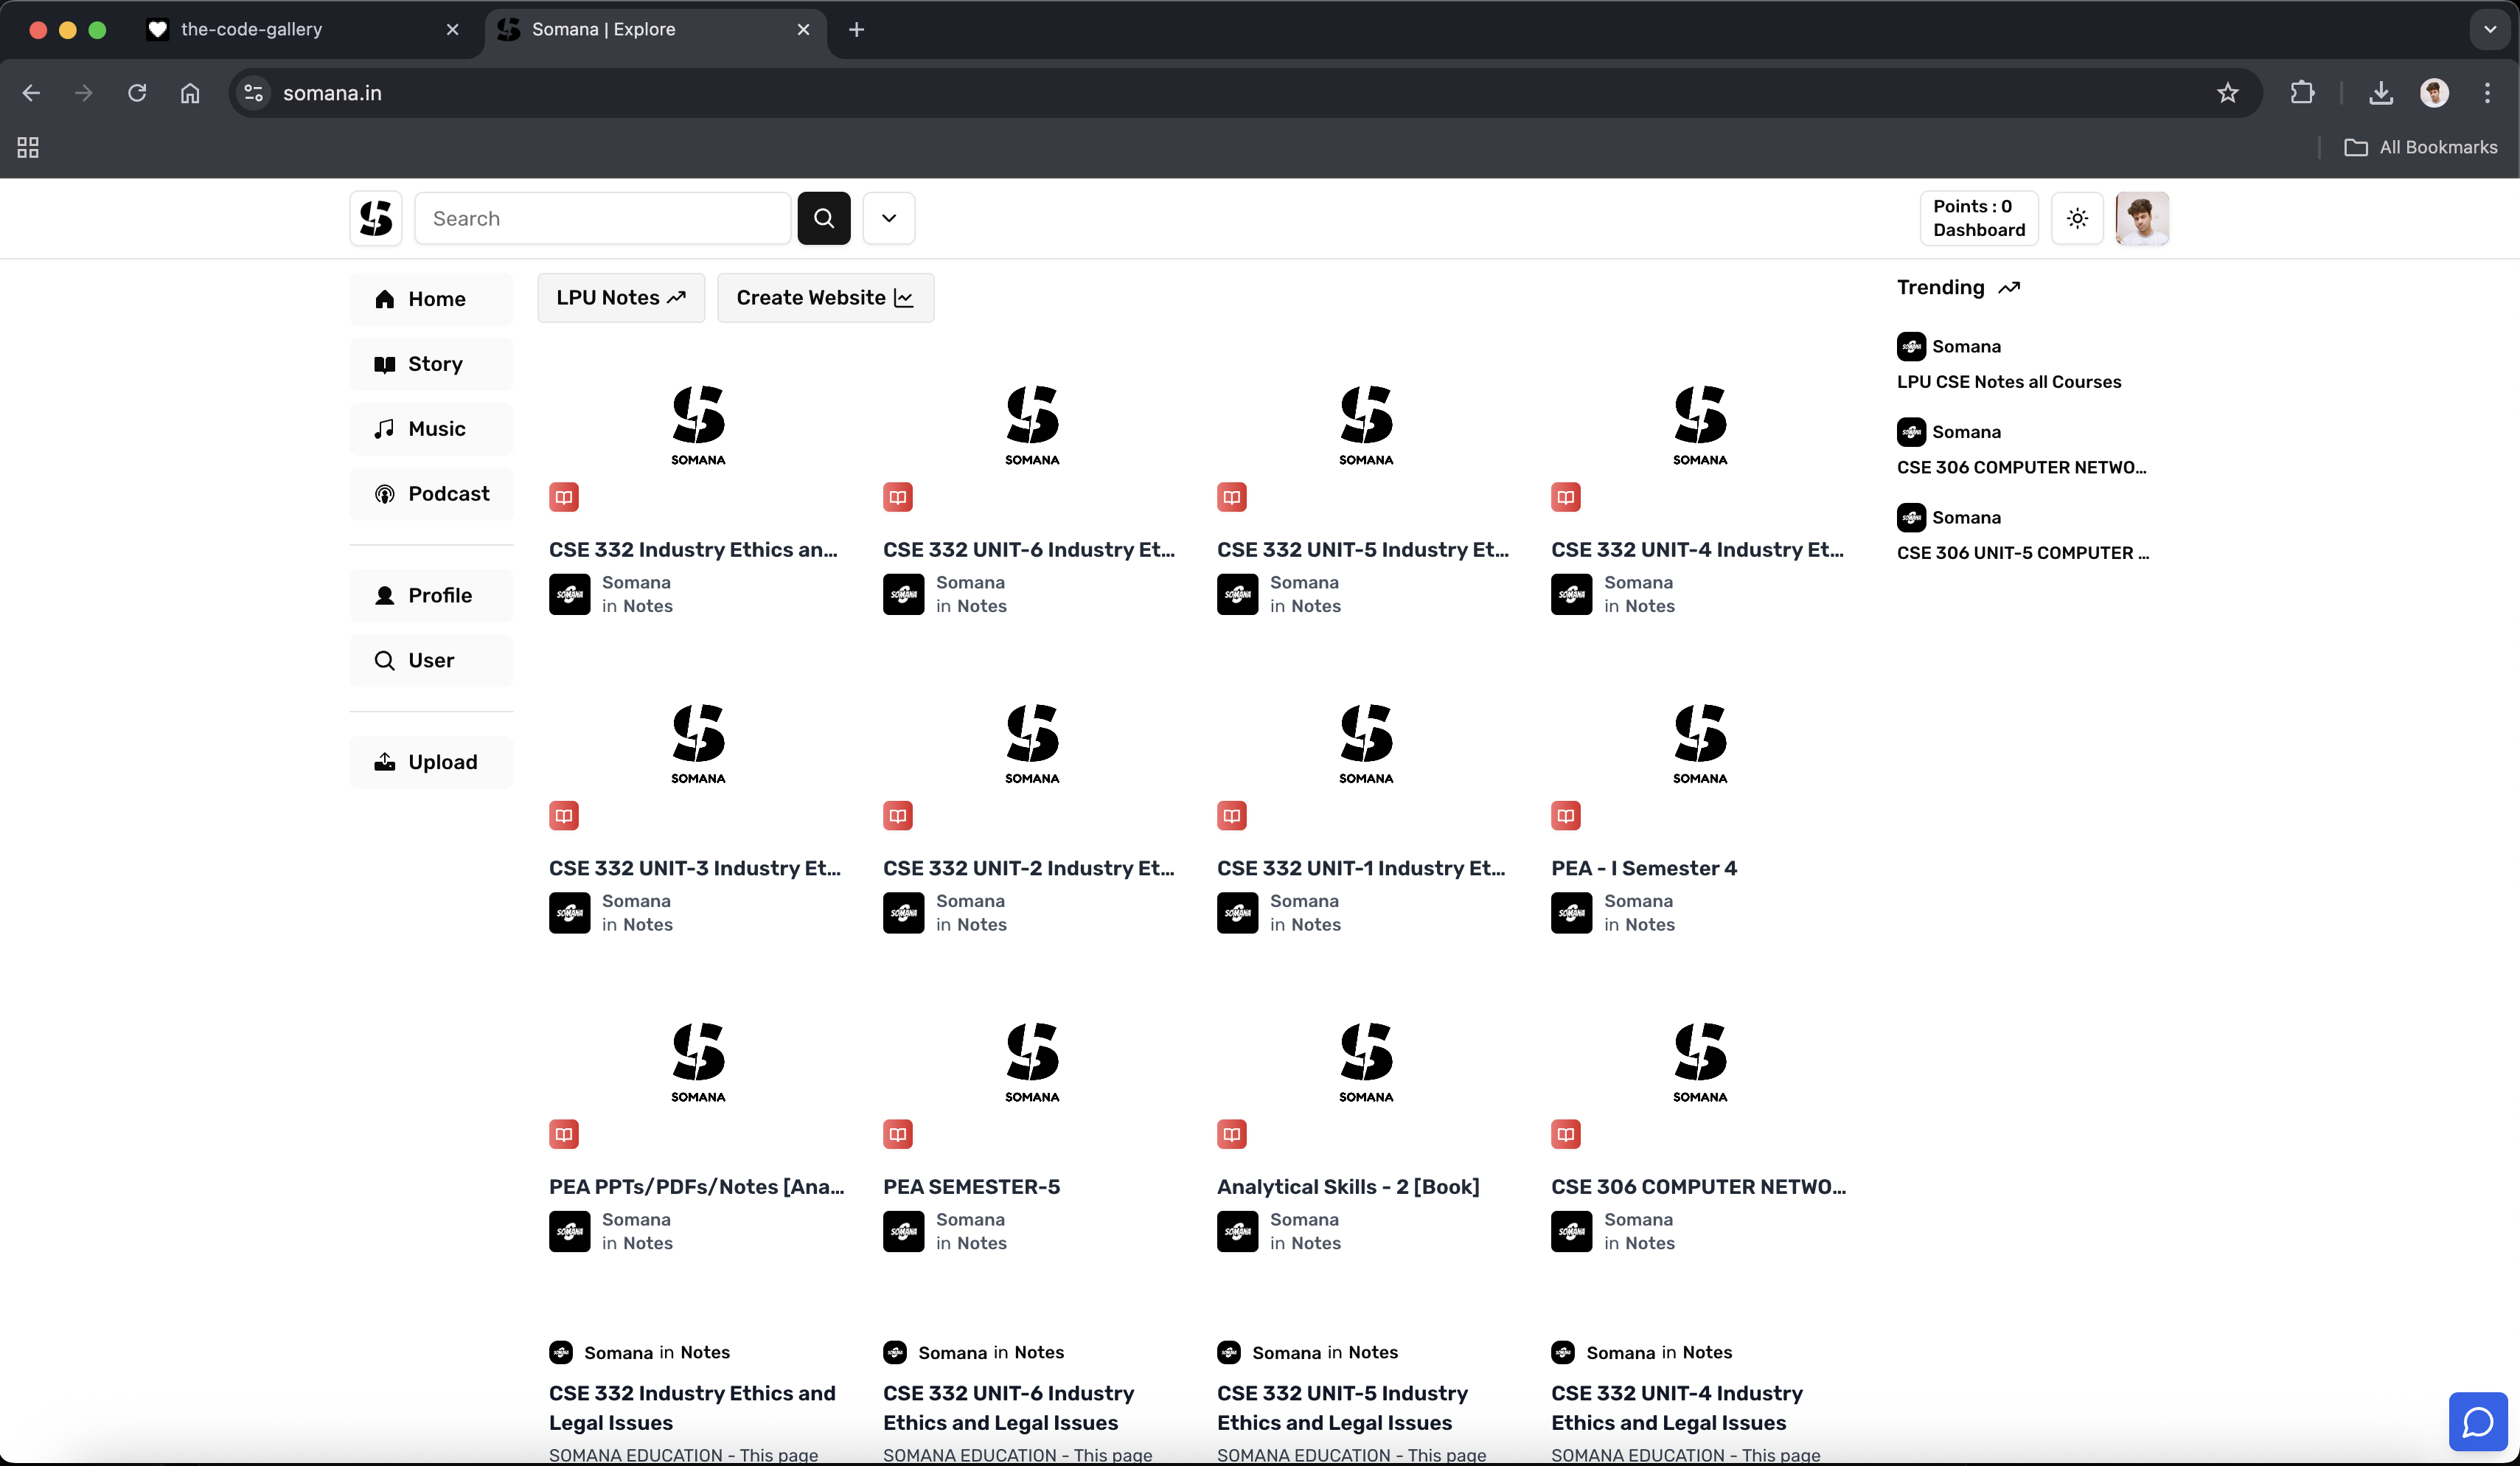 the-code-gallery
Somana | Explore
somana.in
All Bookmarks
Search
Points : 0
Dashboard
Home
Story
Music
Podcast
Profile
User
Upload
LPU Notes
Create Website
SOMANA
SOMANA
SOMANA
SOMANA
CSE 332 Industry Ethics an...
Somana
in Notes
CSE 332 UNIT-6 Industry Et...
Somana
in Notes
CSE 332 UNIT-5 Industry Et...
Somana
in Notes
CSE 332 UNIT-4 Industry Et...
Somana
in Notes
SOMANA
SOMANA
SOMANA
SOMANA
CSE 332 UNIT-3 Industry Et...
Somana
in Notes
CSE 332 UNIT-2 Industry Et...
Somana
in Notes
CSE 332 UNIT-1 Industry Et...
Somana
in Notes
PEA - I Semester 4
Somana
in Notes
SOMANA
SOMANA
SOMANA
SOMANA
PEA PPTs/PDFs/Notes [Ana...
Somana
in Notes
PEA SEMESTER-5
Somana
in Notes
Analytical Skills - 2 [Book]
Somana
in Notes
CSE 306 COMPUTER NETWO...
Somana
in Notes
Somana in Notes
CSE 332 Industry Ethics and
Legal Issues
SOMANA EDUCATION - This page
Somana in Notes
CSE 332 UNIT-6 Industry
Ethics and Legal Issues
SOMANA EDUCATION - This page
Somana in Notes
CSE 332 UNIT-5 Industry
Ethics and Legal Issues
SOMANA EDUCATION - This page
Somana in Notes
CSE 332 UNIT-4 Industry
Ethics and Legal Issues
SOMANA EDUCATION - This page
Trending
Somana
LPU CSE Notes all Courses
Somana
CSE 306 COMPUTER NETWO...
Somana
CSE 306 UNIT-5 COMPUTER ...